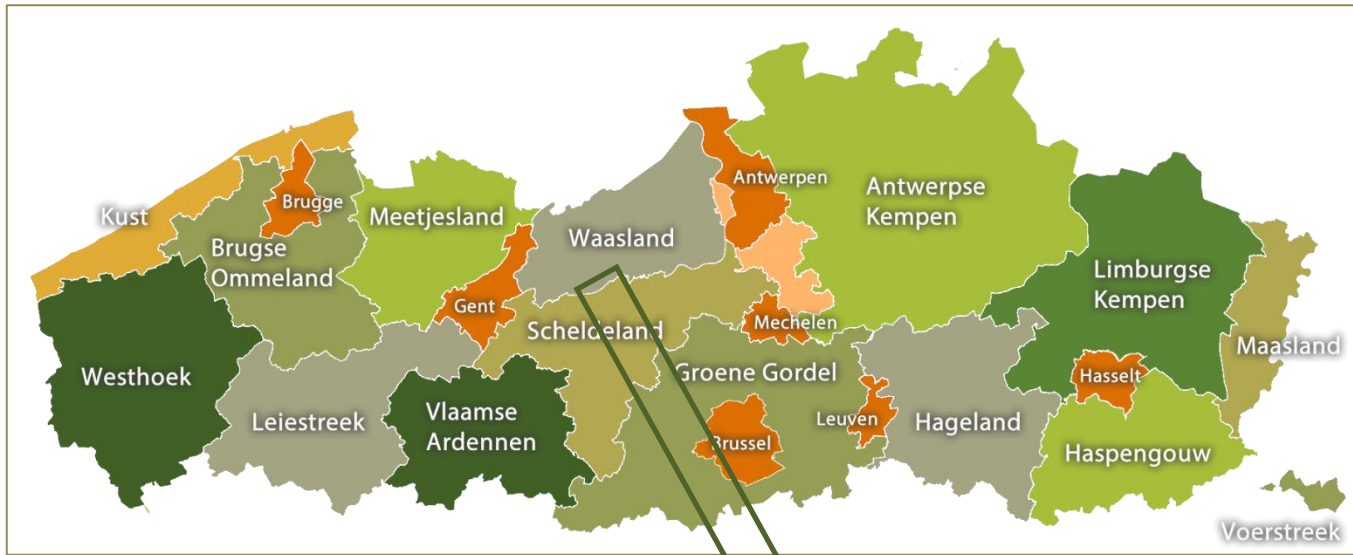 Kust
Brugge
Brugse
Ommeland
Meetjesland
Gent
Waasland
Antwerpen
Antwerpse
Kempen
Limburgse
Kempen
Maasland
Westhoek
Leiestreek
Vlaamse
Ardennen
Scheldeland
Mechelen
Groene Gordel
Brussel
Leuven
Hageland
Hasselt
Haspengouw
Voerstreek